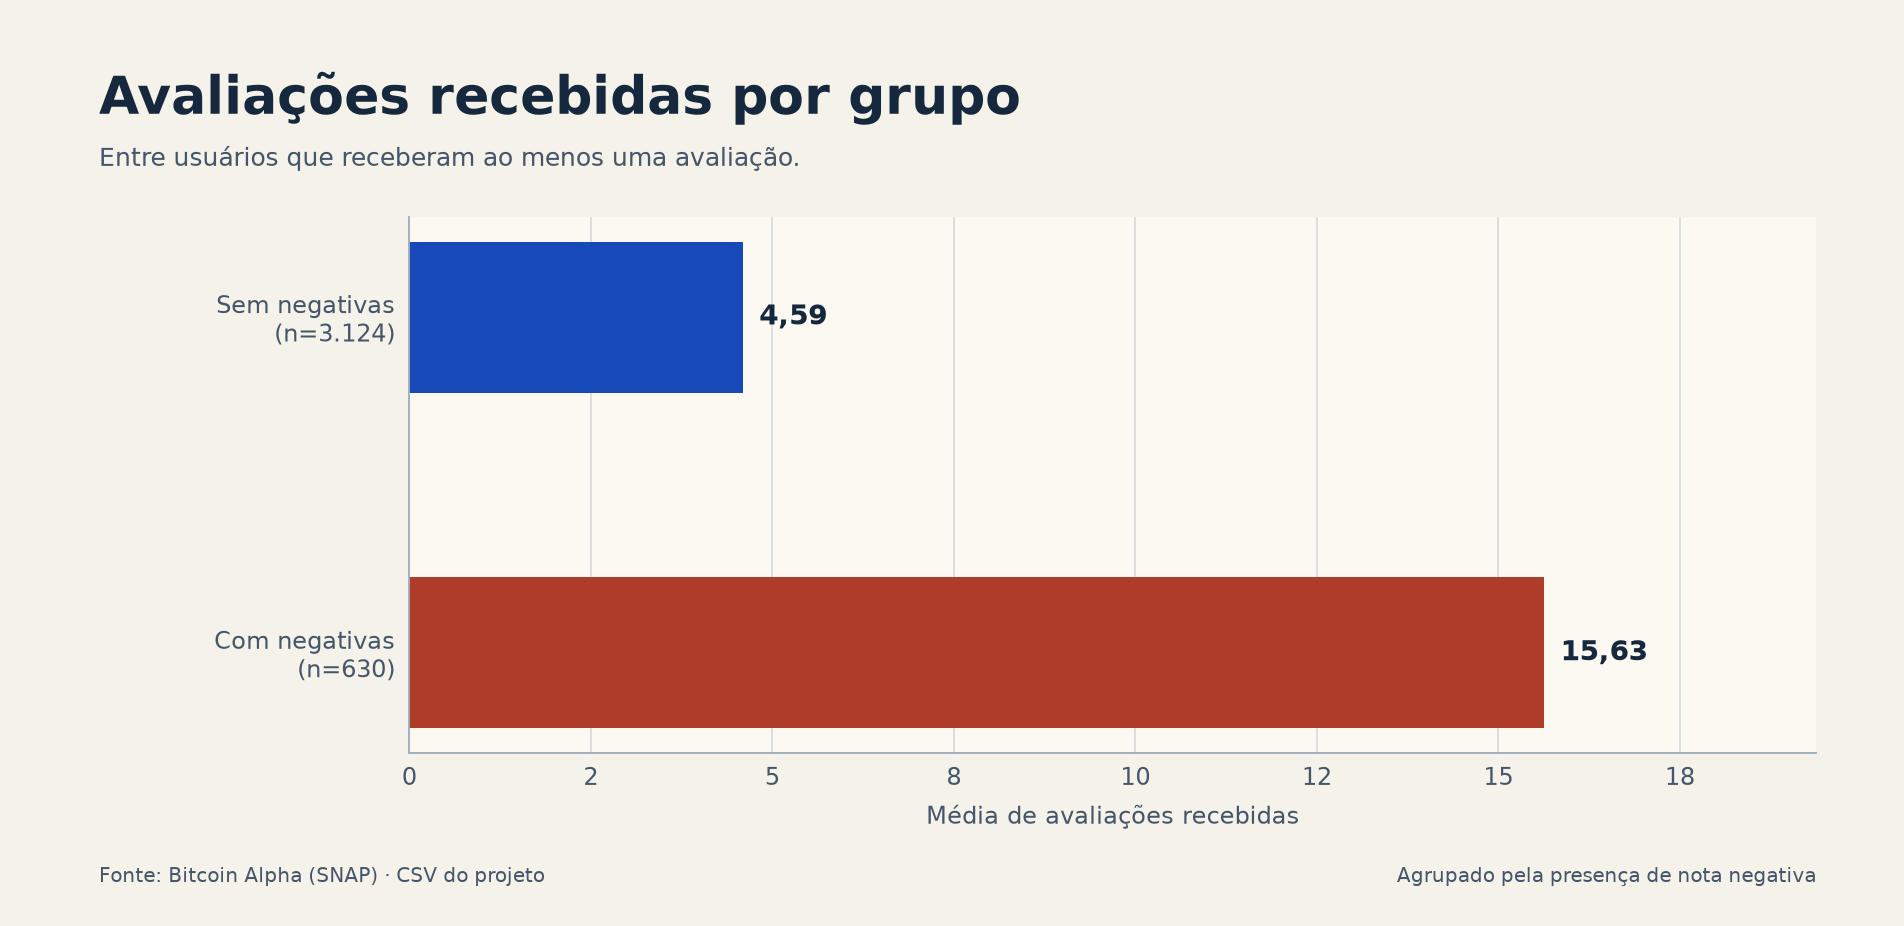 Avaliações recebidas por grupo
Entre usuários que receberam ao menos uma avaliação.
Sem negativas
(n=3.124)
4,59
Com negativas
(n=630)
15,63
0 2 5 8 10 12 15 18
Média de avaliações recebidas
Fonte: Bitcoin Alpha (SNAP) · CSV do projeto
Agrupado pela presença de nota negativa